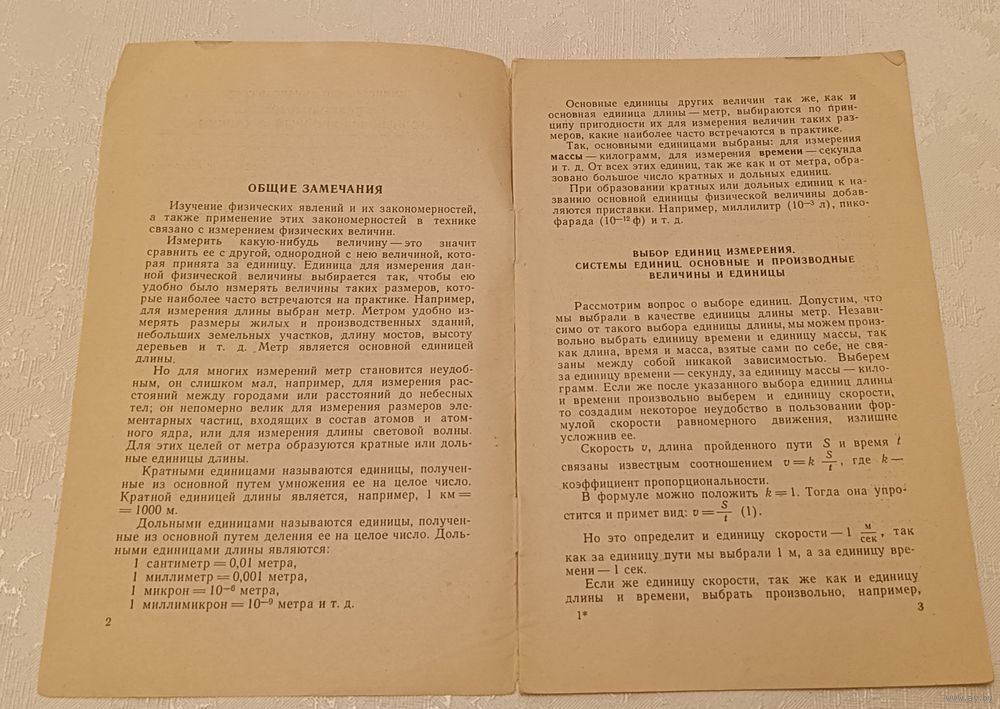 ОБЩИЕ ЗАМЕЧАНИЯ
Изучение физических явлений и их закономерностей,
а также применение этих закономерностей в технике
связано с измерением физических величин.
Измерить какую-нибудь величину — это значит
сравнить ее с другой, однородной с нею величиной, кото-
рая принята за единицу. Единица для измерения дан-
ной физической величины выбирается так, чтобы ею
удобно было измерять величины таких размеров, кото-
рые наиболее часто встречаются на практике. Например,
для измерения длины выбран метр. Метром удобно из-
мерять размеры жилых и производственных зданий,
небольших земельных участков, длину мостов, высоту
деревьев и т. д. Метр является основной единицей
длины.
Но для многих измерений метр становится неудоб-
ным, он слишком мал, например, для измерения рас-
стояний между городами или расстояний до небесных
тел; он непомерно велик для измерения размеров эле-
ментарных частиц, входящих в состав атомов и атом-
ного ядра, или для измерения длины световой волны.
Для этих целей от метра образуются кратные или доль-
ные единицы длины.
Кратными единицами называются единицы, получен-
ные из основной путем умножения ее на целое число.
Кратной единицей длины является, например, 1 км =
= 1000 м.
Дольными единицами называются единицы, получен-
ные из основной путем деления ее на целое число. Доль-
ными единицами длины являются:
1 сантиметр = 0,01 метра,
1 миллиметр = 0,001 метра,
1 микрон = 10⁻⁶ метра,
1 миллимикрон = 10⁻⁹ метра и т. д.
2
Основные единицы других величин так же, как и
основная единица длины — метр, выбираются по прин-
ципу пригодности их для измерения величин таких раз-
меров, какие наиболее часто встречаются в практике.
Так, основными единицами выбраны: для измерения
массы — килограмм, для измерения времени — секунда
и т. д. От всех этих единиц, так же как и от метра, обра-
зовано большое число кратных и дольных единиц.
При образовании кратных или дольных единиц к на-
званию основной единицы физической величины добав-
ляются приставки. Например, миллилитр (10⁻³ л), пико-
фарада (10⁻¹² ф) и т. д.
ВЫБОР ЕДИНИЦ ИЗМЕРЕНИЯ.
СИСТЕМЫ ЕДИНИЦ. ОСНОВНЫЕ И ПРОИЗВОДНЫЕ
ВЕЛИЧИНЫ И ЕДИНИЦЫ
Рассмотрим вопрос о выборе единиц. Допустим, что
мы выбрали в качестве единицы длины метр. Незави-
симо от такого выбора единицы длины, мы можем произ-
вольно выбрать единицу времени и единицу массы, так
как длина, время и масса, взятые сами по себе, не свя-
заны между собой никакой зависимостью. Выберем
за единицу времени — секунду, за единицу массы — кило-
грамм. Если же после указанного выбора единиц длины
и времени произвольно выберем и единицу скорости,
то создадим некоторое неудобство в пользовании фор-
мулой скорости равномерного движения, излишне
усложнив ее.
Скорость v, длина пройденного пути S и время t
связаны известным соотношением v = k S/t, где k —
коэффициент пропорциональности.
В формуле можно положить k = 1. Тогда она упро-
стится и примет вид: v = S/t (1).
Но это определит и единицу скорости — 1 м/сек, так
как за единицу пути мы выбрали 1 м, а за единицу вре-
мени — 1 сек.
Если же единицу скорости, так же как и единицу
длины и времени, выбрать произвольно, например,
1*
3